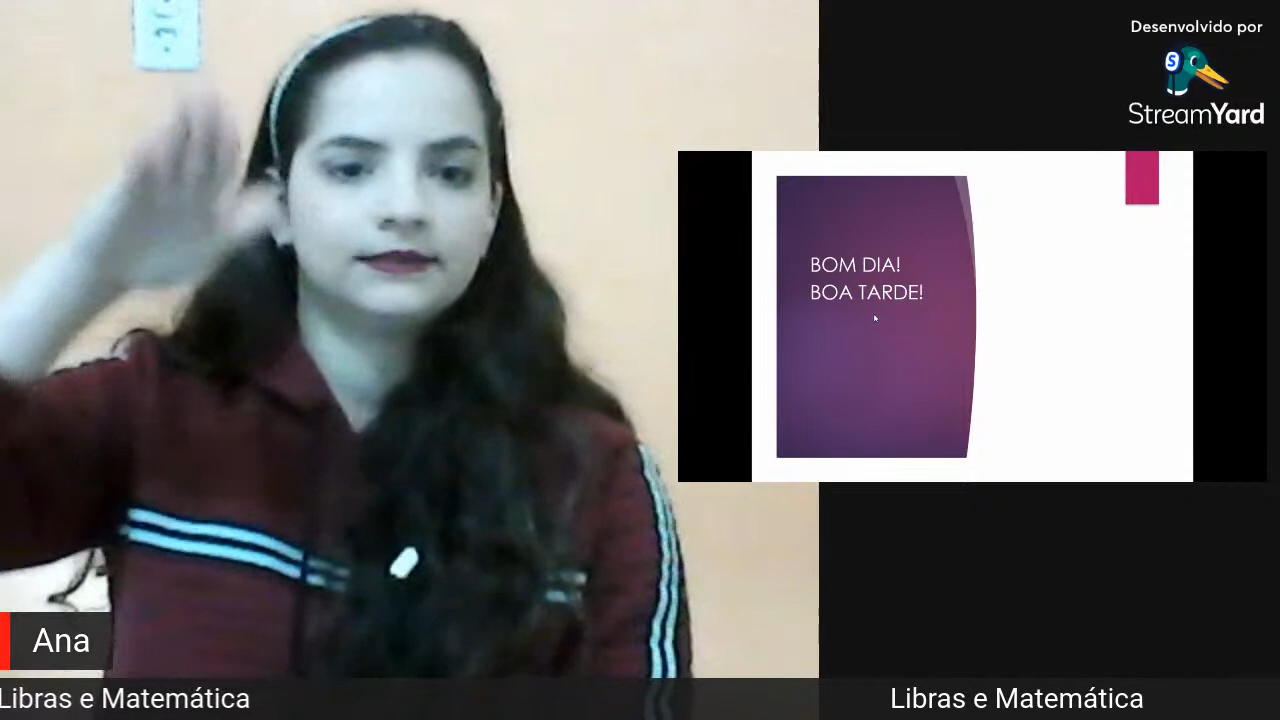 Desenvolvido por
StreamYard
BOM DIA!
BOA TARDE!
Ana
Libras e Matemática
Libras e Matemática